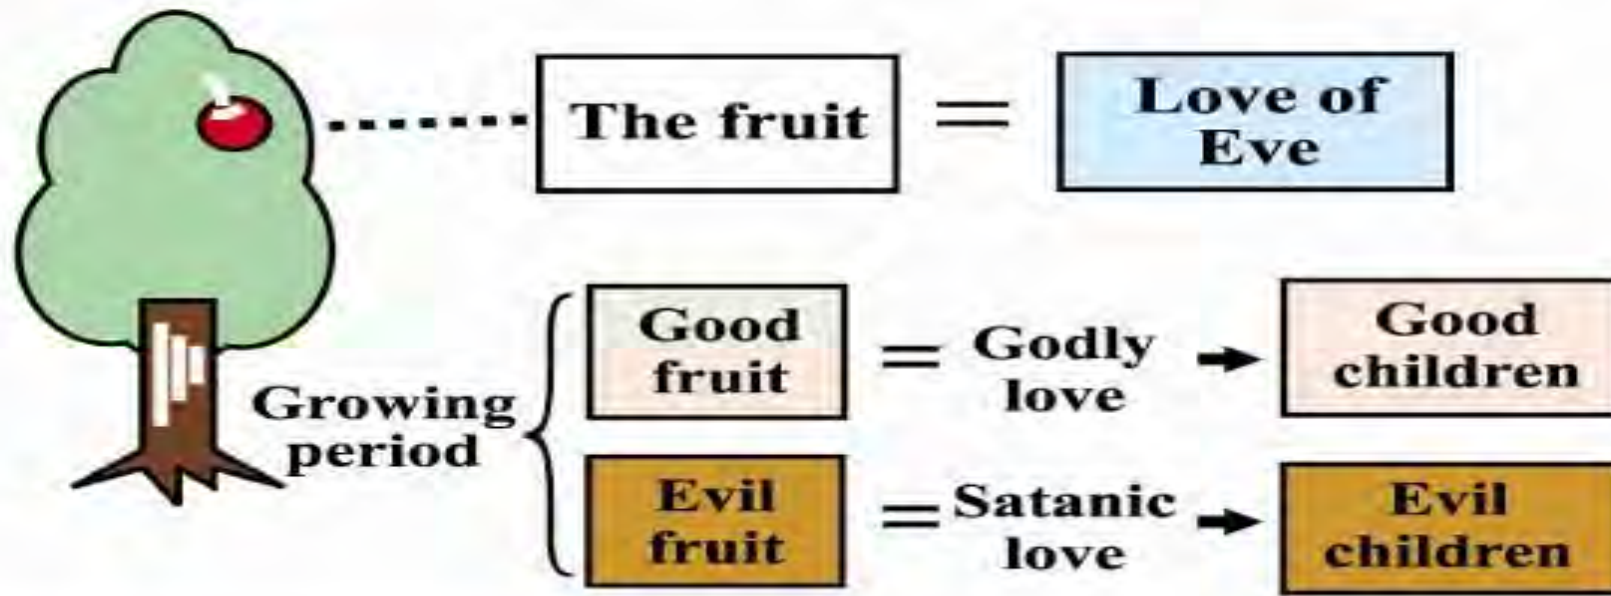 The fruit
=
Love of
Eve
Growing
period
Good
fruit
=
Godly
love
Good
children
Evil
fruit
=
Satanic
love
Evil
children